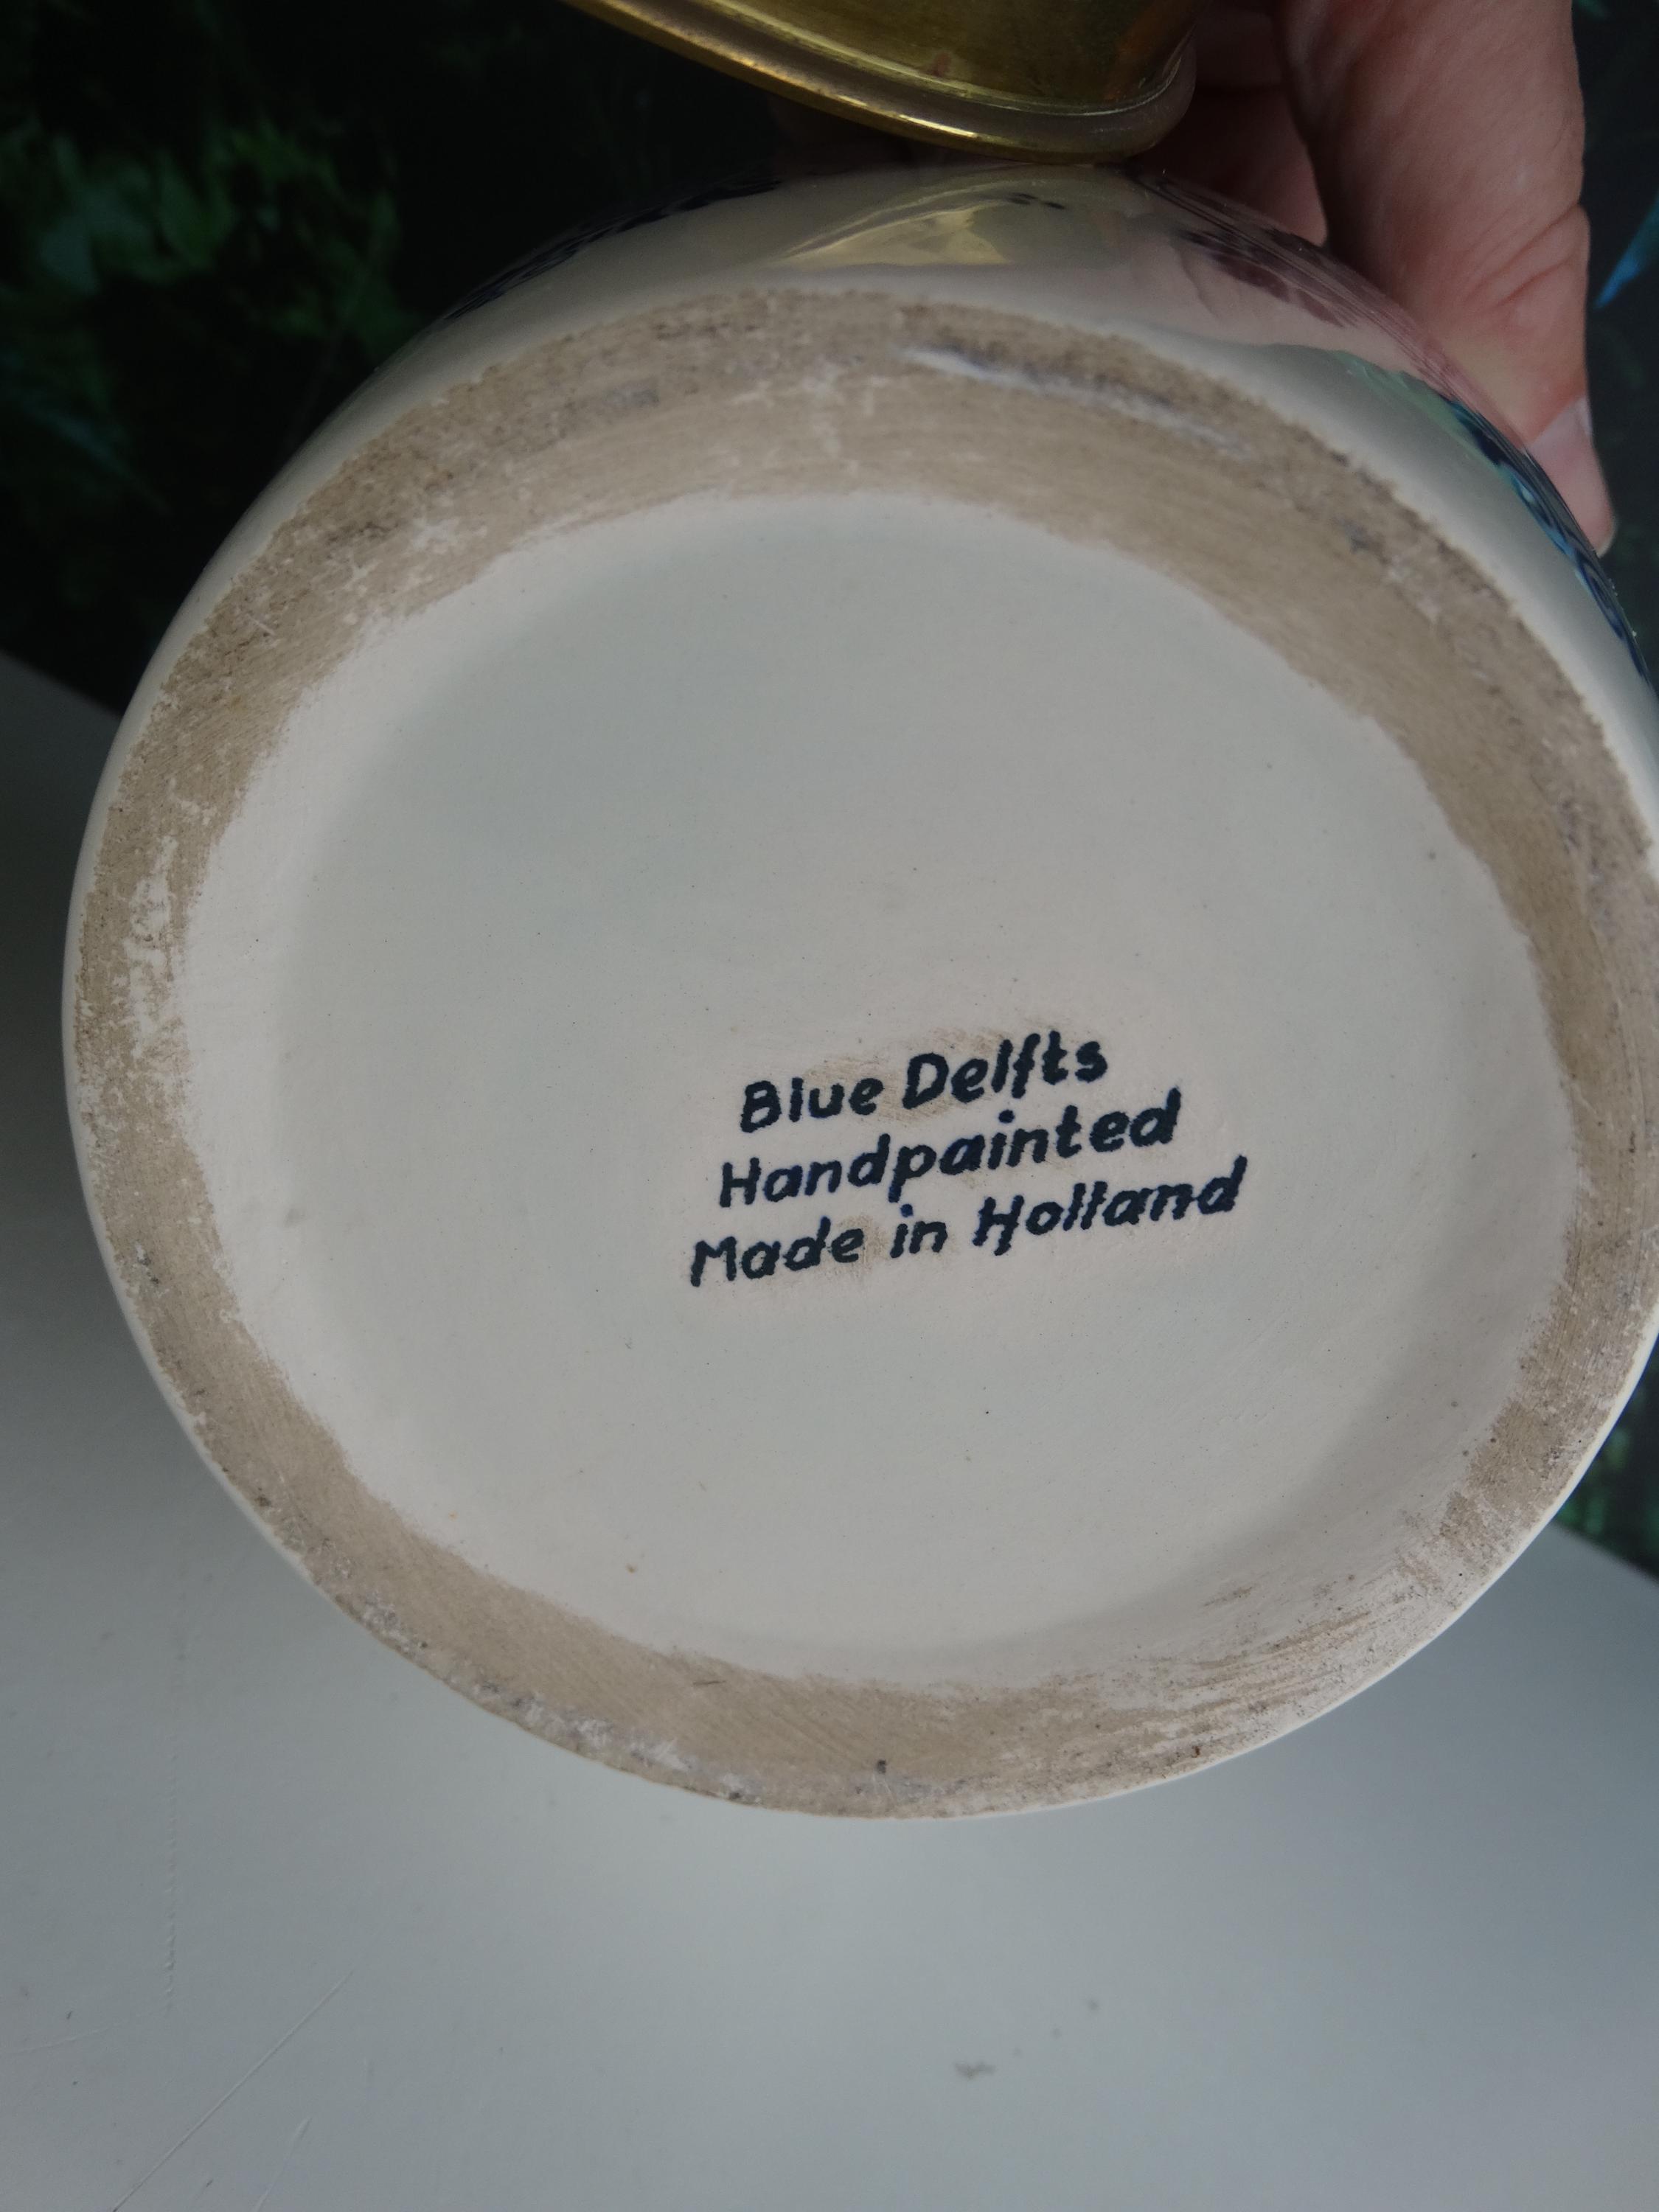 Blue Delfts
Handpainted
Made in Holland